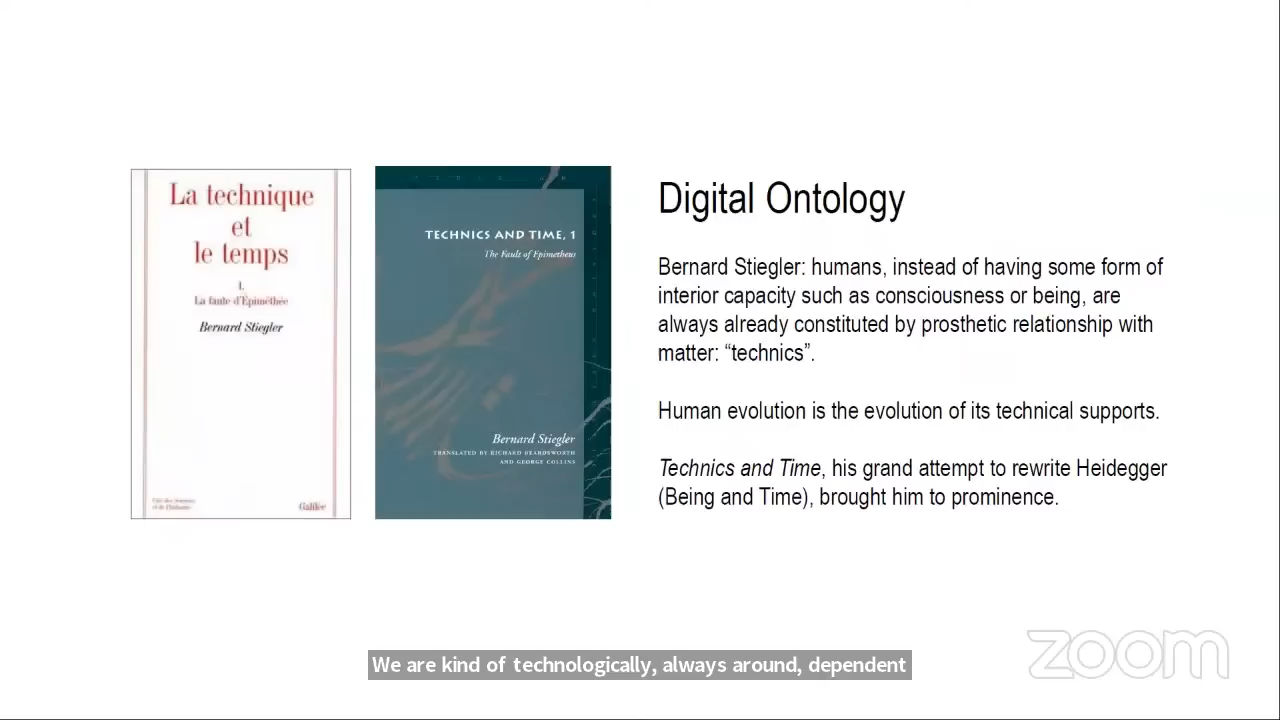 La technique
et
le temps
1.
La faute d'Epiméthée
Bernard Stiegler
Galilée
TECHNICS AND TIME, 1
The Fault of Epimetheus
Bernard Stiegler
TRANSLATED BY RICHARD BEARDSWORTH
AND GEORGE COLLINS
Digital Ontology
Bernard Stiegler: humans, instead of having some form of
interior capacity such as consciousness or being, are
always already constituted by prosthetic relationship with
matter: “technics”.
Human evolution is the evolution of its technical supports.
Technics and Time, his grand attempt to rewrite Heidegger
(Being and Time), brought him to prominence.
We are kind of technologically, always around, dependent
zoom